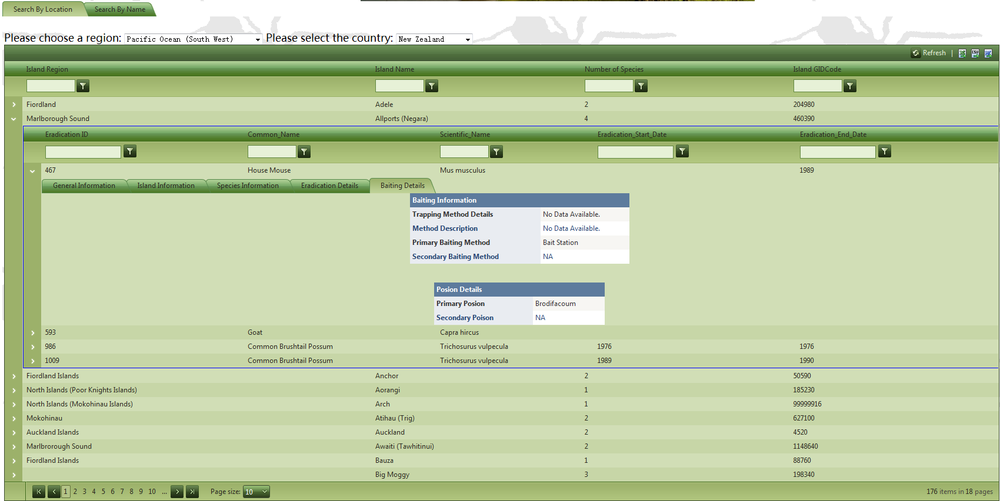 Search By Location Search By Name
Please choose a region: Pacific Ocean (South West) Please select the country: New Zealand
Refresh | CSV
Island Region Island Name Number of Species Island GIDCode
Fiordland Adele 2 204980
Marlborough Sound Allports (Negara) 4 460390
Eradication ID Common_Name Scientific_Name Eradication_Start_Date Eradication_End_Date
467 House Mouse Mus musculus 1989
General Information Island Information Species Information Eradication Details Baiting Details
Baiting Information
Trapping Method Details No Data Available.
Method Description No Data Available.
Primary Baiting Method Bait Station
Secondary Baiting Method NA
Posion Details
Primary Posion Brodifacoum
Secondary Poison NA
593 Goat Capra hircus
986 Common Brushtail Possum Trichosurus vulpecula 1976 1976
1009 Common Brushtail Possum Trichosurus vulpecula 1989 1990
Fiordland Islands Anchor 2 50590
North Islands (Poor Knights Islands) Aorangi 1 185230
North Islands (Mokohinau Islands) Arch 1 99999916
Mokohinau Atihau (Trig) 2 627100
Auckland Islands Auckland 2 4520
Marlbrorough Sound Awaiti (Tawhitinui) 2 1148640
Fiordland Islands Bauza 1 88760
Big Moggy 3 198340
1 2 3 4 5 6 7 8 9 10 ... Page size: 10 176 items in 18 pages